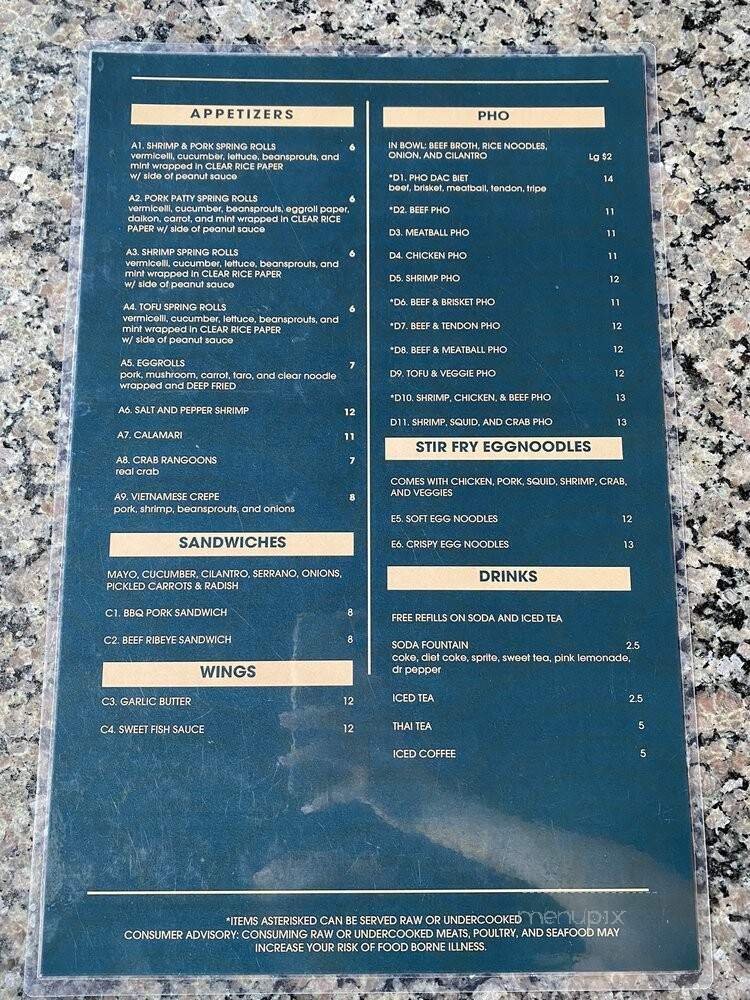 APPETIZERS
A1. SHRIMP & PORK SPRING ROLLS 6
vermicelli, cucumber, lettuce, beansprouts, and
mint wrapped in CLEAR RICE PAPER
w/ side of peanut sauce
A2. PORK PATTY SPRING ROLLS 6
vermicelli, cucumber, beansprouts, eggroll paper,
daikon, carrot, and mint wrapped in CLEAR RICE
PAPER w/ side of peanut sauce
A3. SHRIMP SPRING ROLLS 6
vermicelli, cucumber, lettuce, beansprouts, and
mint wrapped in CLEAR RICE PAPER
w/ side of peanut sauce
A4. TOFU SPRING ROLLS 6
vermicelli, cucumber, lettuce, beansprouts, and
mint wrapped in CLEAR RICE PAPER
w/ side of peanut sauce
A5. EGGROLLS 7
pork, mushroom, carrot, taro, and clear noodle
wrapped and DEEP FRIED
A6. SALT AND PEPPER SHRIMP 12
A7. CALAMARI 11
A8. CRAB RANGOONS 7
real crab
A9. VIETNAMESE CREPE 8
pork, shrimp, beansprouts, and onions
SANDWICHES
MAYO, CUCUMBER, CILANTRO, SERRANO, ONIONS,
PICKLED CARROTS & RADISH
C1. BBQ PORK SANDWICH 8
C2. BEEF RIBEYE SANDWICH 8
WINGS
C3. GARLIC BUTTER 12
C4. SWEET FISH SAUCE 12
PHO
IN BOWL: BEEF BROTH, RICE NOODLES,
ONION, AND CILANTRO Lg $2
*D1. PHO DAC BIET 14
beef, brisket, meatball, tendon, tripe
*D2. BEEF PHO 11
D3. MEATBALL PHO 11
D4. CHICKEN PHO 11
D5. SHRIMP PHO 12
*D6. BEEF & BRISKET PHO 11
*D7. BEEF & TENDON PHO 12
*D8. BEEF & MEATBALL PHO 12
D9. TOFU & VEGGIE PHO 12
*D10. SHRIMP, CHICKEN, & BEEF PHO 13
D11. SHRIMP, SQUID, AND CRAB PHO 13
STIR FRY EGGNOODLES
COMES WITH CHICKEN, PORK, SQUID, SHRIMP, CRAB,
AND VEGGIES
E5. SOFT EGG NOODLES 12
E6. CRISPY EGG NOODLES 13
DRINKS
FREE REFILLS ON SODA AND ICED TEA
SODA FOUNTAIN 2.5
coke, diet coke, sprite, sweet tea, pink lemonade,
dr pepper
ICED TEA 2.5
THAI TEA 5
ICED COFFEE 5
*ITEMS ASTERISKED CAN BE SERVED RAW OR UNDERCOOKED
menupix
CONSUMER ADVISORY: CONSUMING RAW OR UNDERCOOKED MEATS, POULTRY, AND SEAFOOD MAY
INCREASE YOUR RISK OF FOOD BORNE ILLNESS.